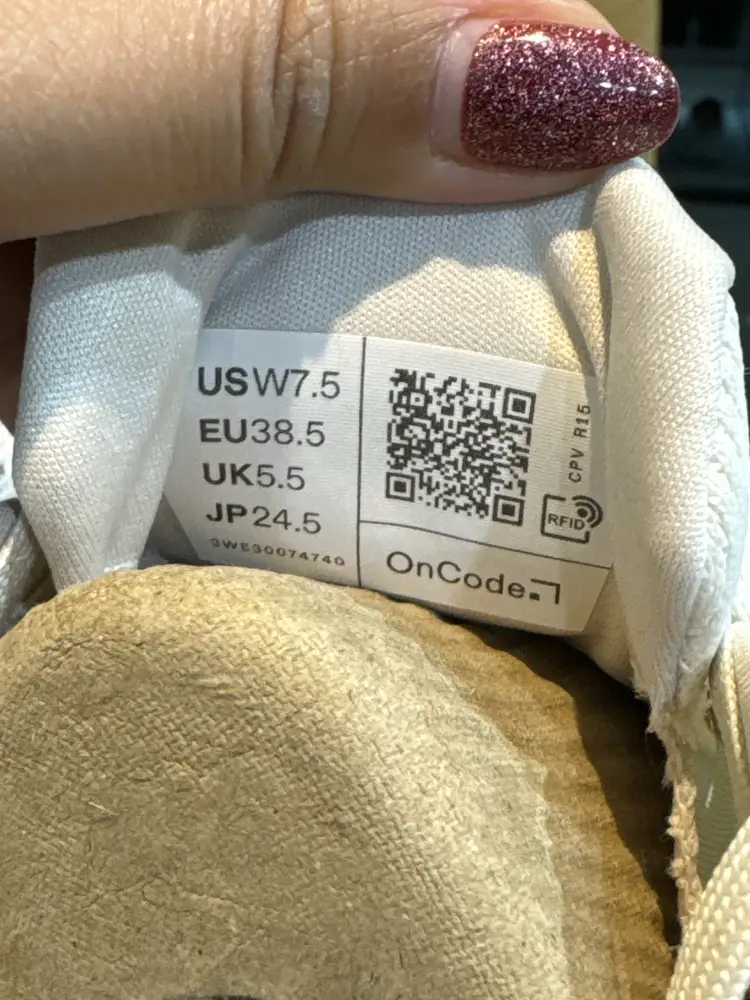 USW7.5
EU38.5
UK5.5
JP24.5
3WE30074740
CPV R15
RFID
OnCode